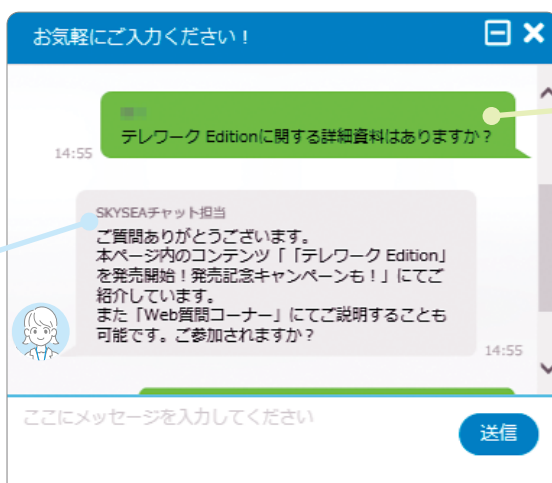 お気軽にご入力ください！
テレワーク Editionに関する詳細資料はありますか？
14:55
SKYSEAチャット担当
ご質問ありがとうございます。
本ページ内のコンテンツ「「テレワーク Edition」
を発売開始！発売記念キャンペーンも！」にてご
紹介しています。
また「Web質問コーナー」にてご説明することも
可能です。ご参加されますか？
14:55
ここにメッセージを入力してください
送信